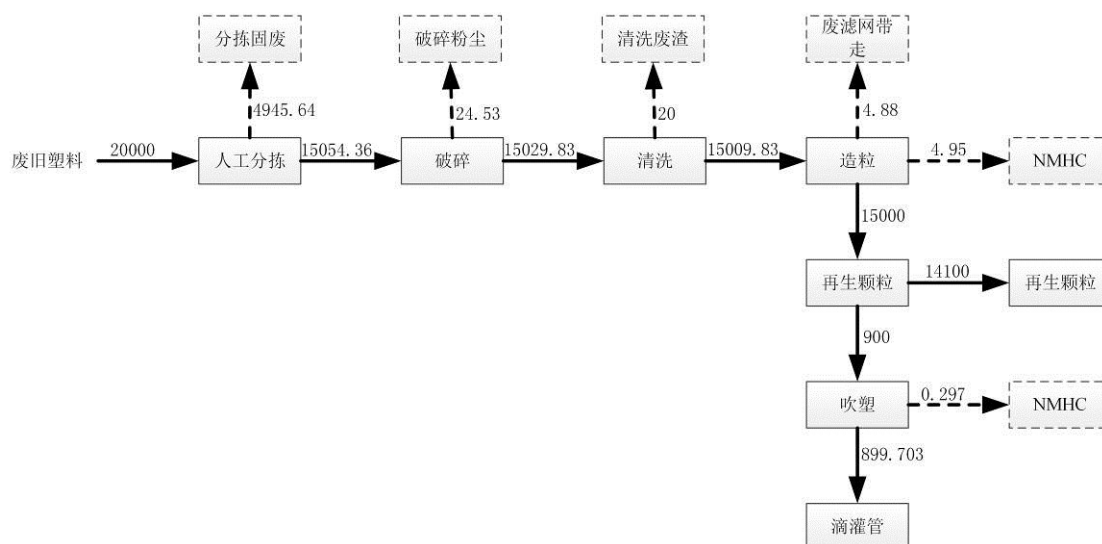 分拣固废
破碎粉尘
清洗废渣
废滤网带
走
4945.64
24.53
20
4.88
废旧塑料
20000
人工分拣
15054.36
破碎
15029.83
清洗
15009.83
造粒
4.95
NMHC
15000
再生颗粒
14100
再生颗粒
900
吹塑
0.297
NMHC
899.703
滴灌管